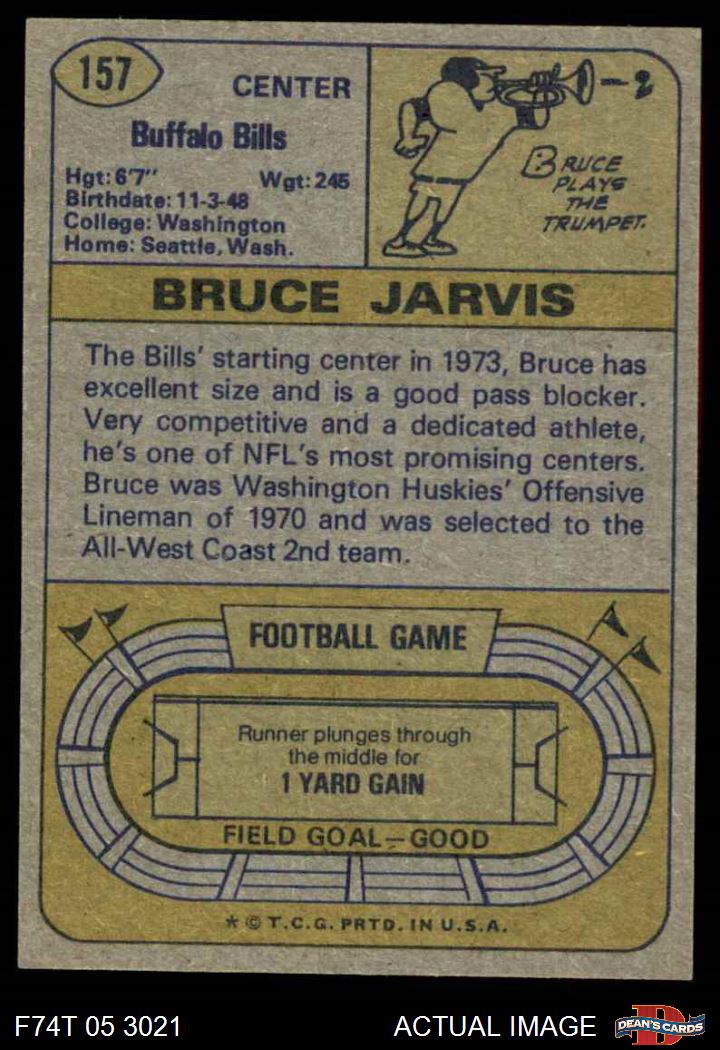 157
CENTER
Buffalo Bills
Hgt: 6'7" Wgt: 245
Birthdate: 11-3-48
College: Washington
Home: Seattle, Wash.
BRUCE
PLAYS
THE
TRUMPET.
BRUCE JARVIS
The Bills' starting center in 1973, Bruce has
excellent size and is a good pass blocker.
Very competitive and a dedicated athlete,
he's one of NFL's most promising centers.
Bruce was Washington Huskies' Offensive
Lineman of 1970 and was selected to the
All-West Coast 2nd team.
FOOTBALL GAME
Runner plunges through
the middle for
1 YARD GAIN
FIELD GOAL—GOOD
* © T.C.G. PRTD. IN U.S.A.
F74T 05 3021
ACTUAL IMAGE
D
DEAN'S CARDS